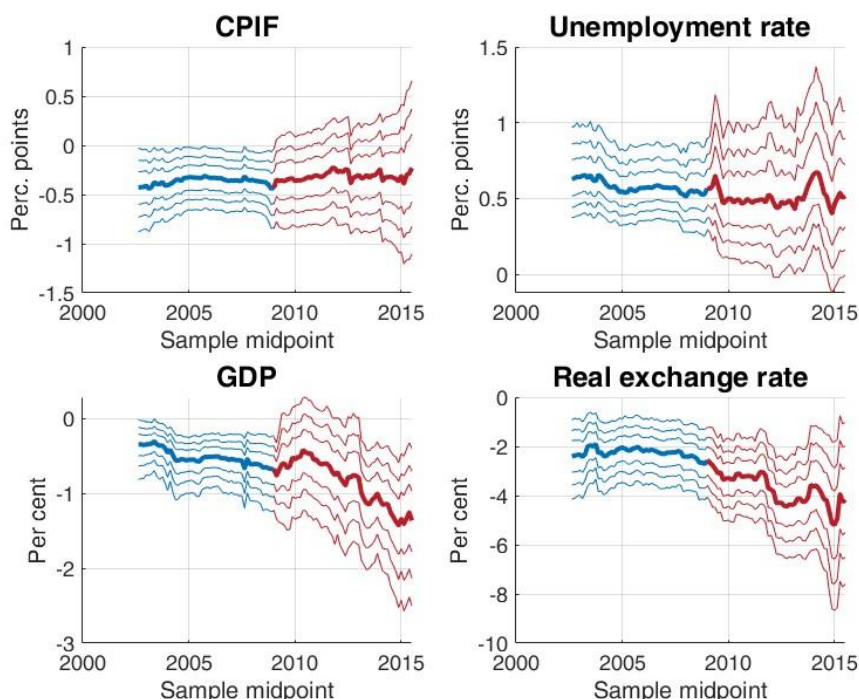 CPIF
1
0.5
0
-0.5
-1
-1.5
Perc. points
2000 2005 2010 2015
Sample midpoint
Unemployment rate
1.5
1
0.5
0
Perc. points
2000 2005 2010 2015
Sample midpoint
GDP
0
-1
-2
-3
Per cent
2000 2005 2010 2015
Sample midpoint
Real exchange rate
0
-2
-4
-6
-8
-10
Per cent
2000 2005 2010 2015
Sample midpoint